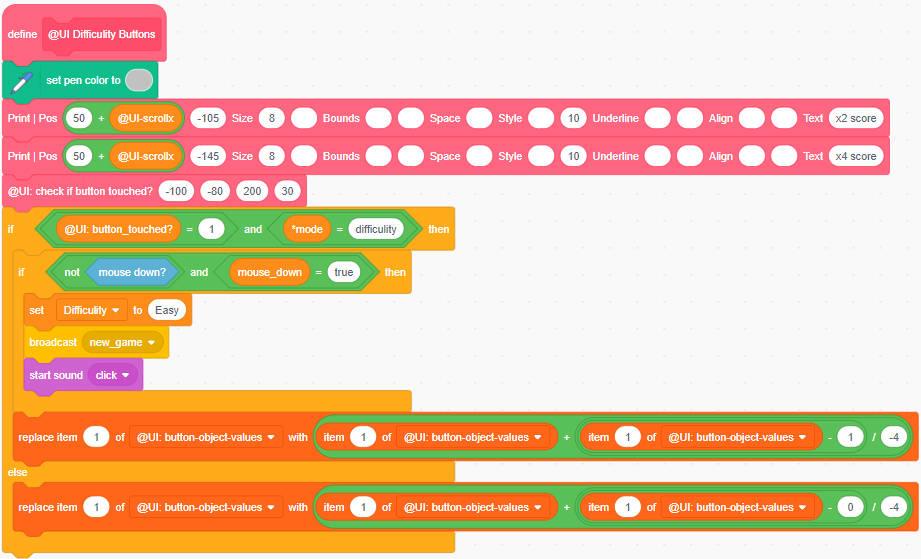 define @UI Difficulity Buttons
set pen color to
Print | Pos 50 + @UI-scrollx -105 Size 8 Bounds Space Style 10 Underline Align Text x2 score
Print | Pos 50 + @UI-scrollx -145 Size 8 Bounds Space Style 10 Underline Align Text x4 score
@UI: check if button touched? -100 -80 200 30
if @UI: button_touched? = 1 and *mode = difficulity then
if not mouse down? and mouse_down = true then
set Difficulity to Easy
broadcast new_game
start sound click
replace item 1 of @UI: button-object-values with item 1 of @UI: button-object-values + item 1 of @UI: button-object-values - 1 / -4
else
replace item 1 of @UI: button-object-values with item 1 of @UI: button-object-values + item 1 of @UI: button-object-values - 0 / -4